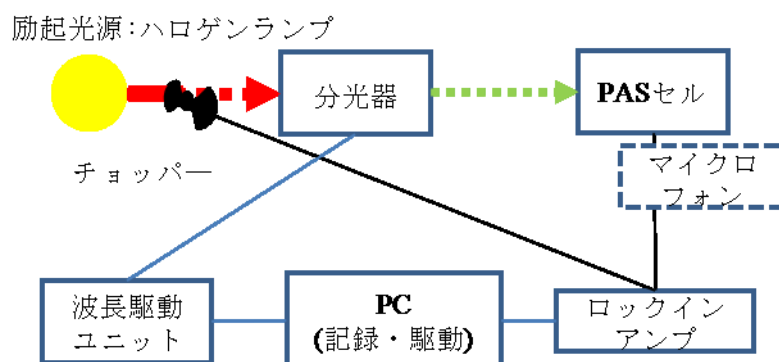 励起光源：ハロゲンランプ
分光器
PASセル
チョッパー
マイクロ
フォン
波長駆動
ユニット
PC
(記録・駆動)
ロックイン
アンプ